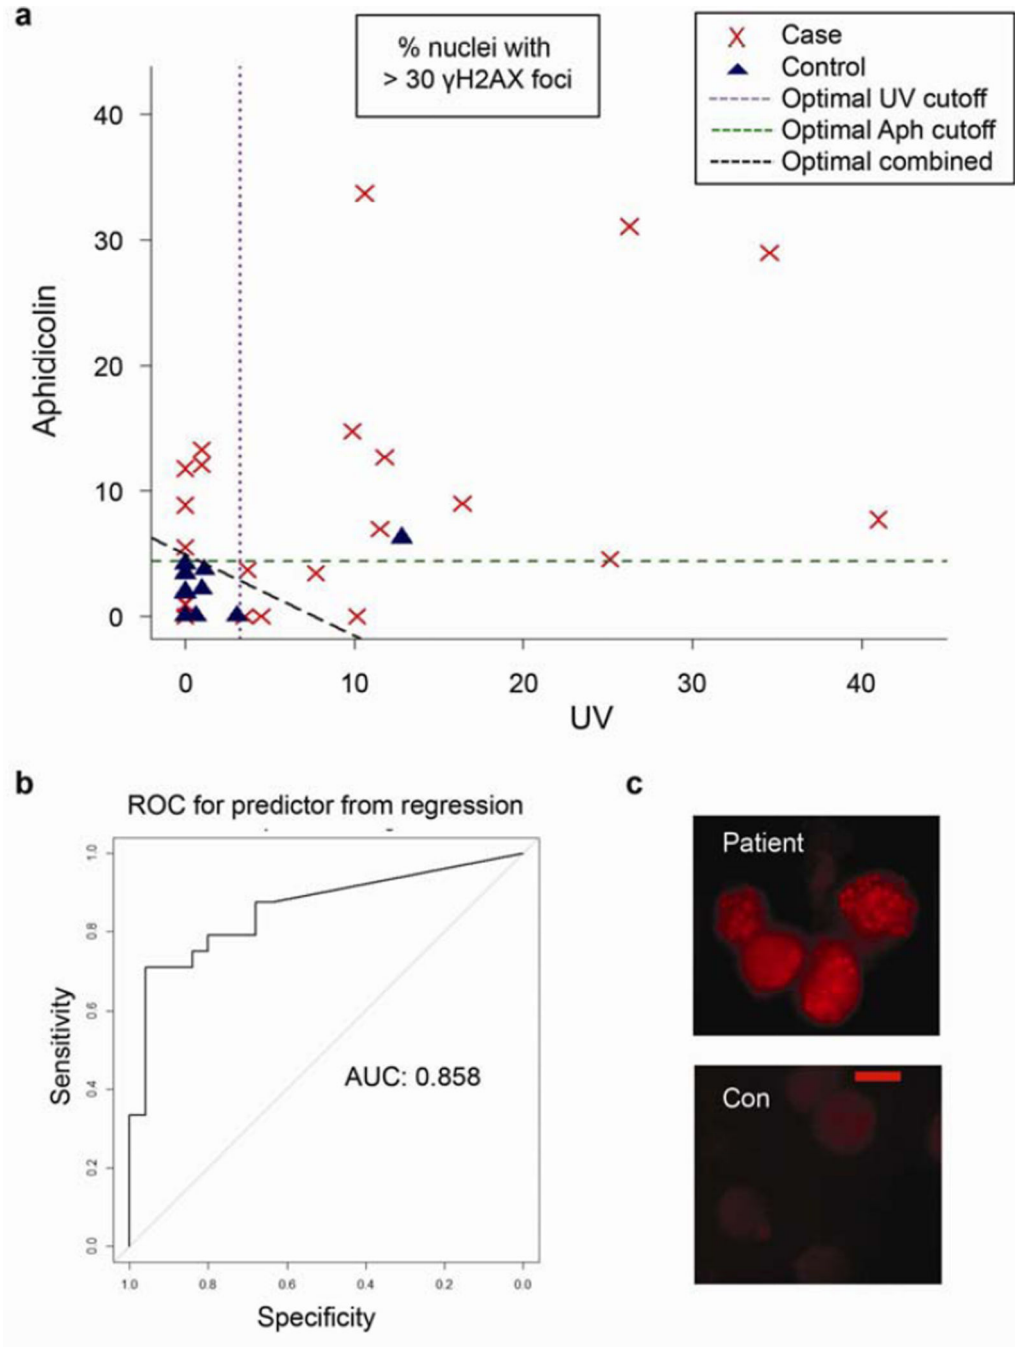 a
% nuclei with
> 30 γH2AX foci
Case
Control
Optimal UV cutoff
Optimal Aph cutoff
Optimal combined
Aphidicolin
40
30
20
10
0
0 10 20 30 40
UV
b
ROC for predictor from regression
Sensitivity
1.0
0.8
0.6
0.4
0.2
0.0
AUC: 0.858
1.0 0.8 0.6 0.4 0.2 0.0
Specificity
c
Patient
Con